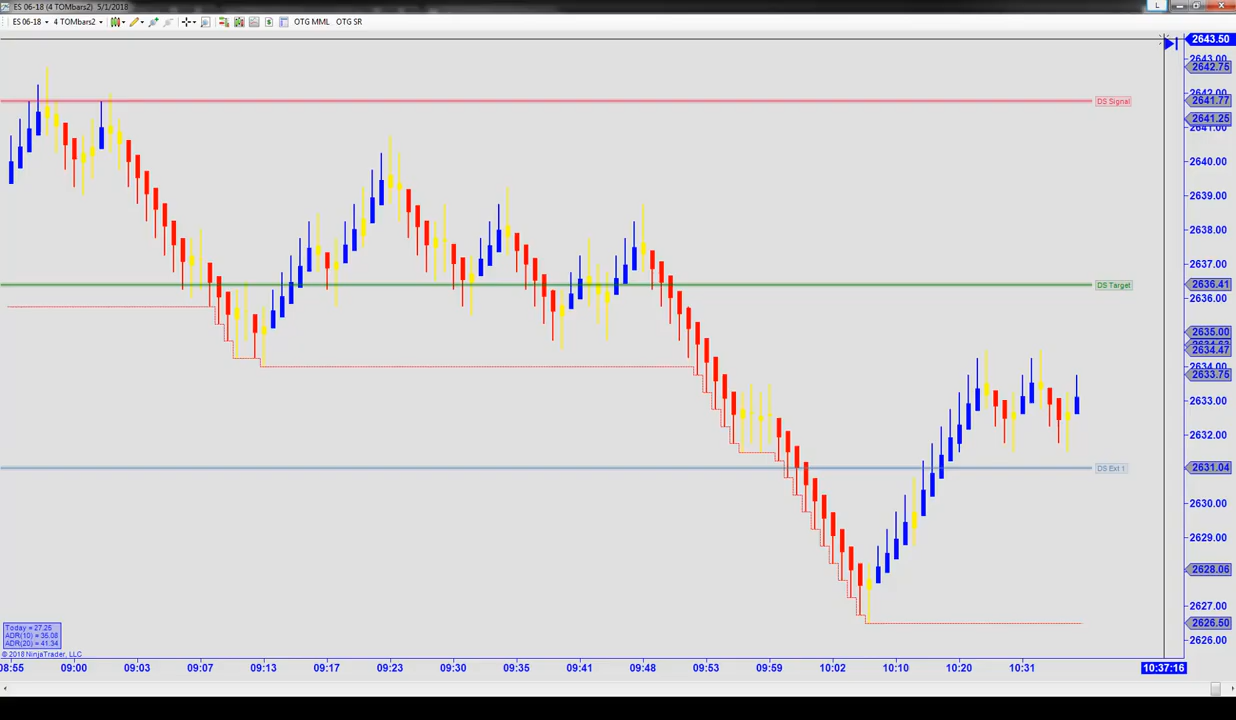 ES 06-18 (4 TOMbars2) 5/1/2018
L
ES 06-18 4 TOMbars2 $ OTG MML OTG SR
2643.50
2643.00
2642.75
2642.00
DS Signal 2641.77
2641.25
2641.00
2640.00
2639.00
2638.00
2637.00
DS Target 2636.41
2636.00
2635.00
2634.47
2634.00
2633.75
2633.00
2632.00
DS Ext 1 2631.04
2630.00
2629.00
2628.06
2627.00
2626.50
2626.00
Today = 27.25
ADR(10) = 35.08
ADR(20) = 41.34
© 2018 NinjaTrader, LLC
08:55 09:00 09:03 09:07 09:13 09:17 09:23 09:30 09:35 09:41 09:48 09:53 09:59 10:02 10:10 10:20 10:31 10:37:16